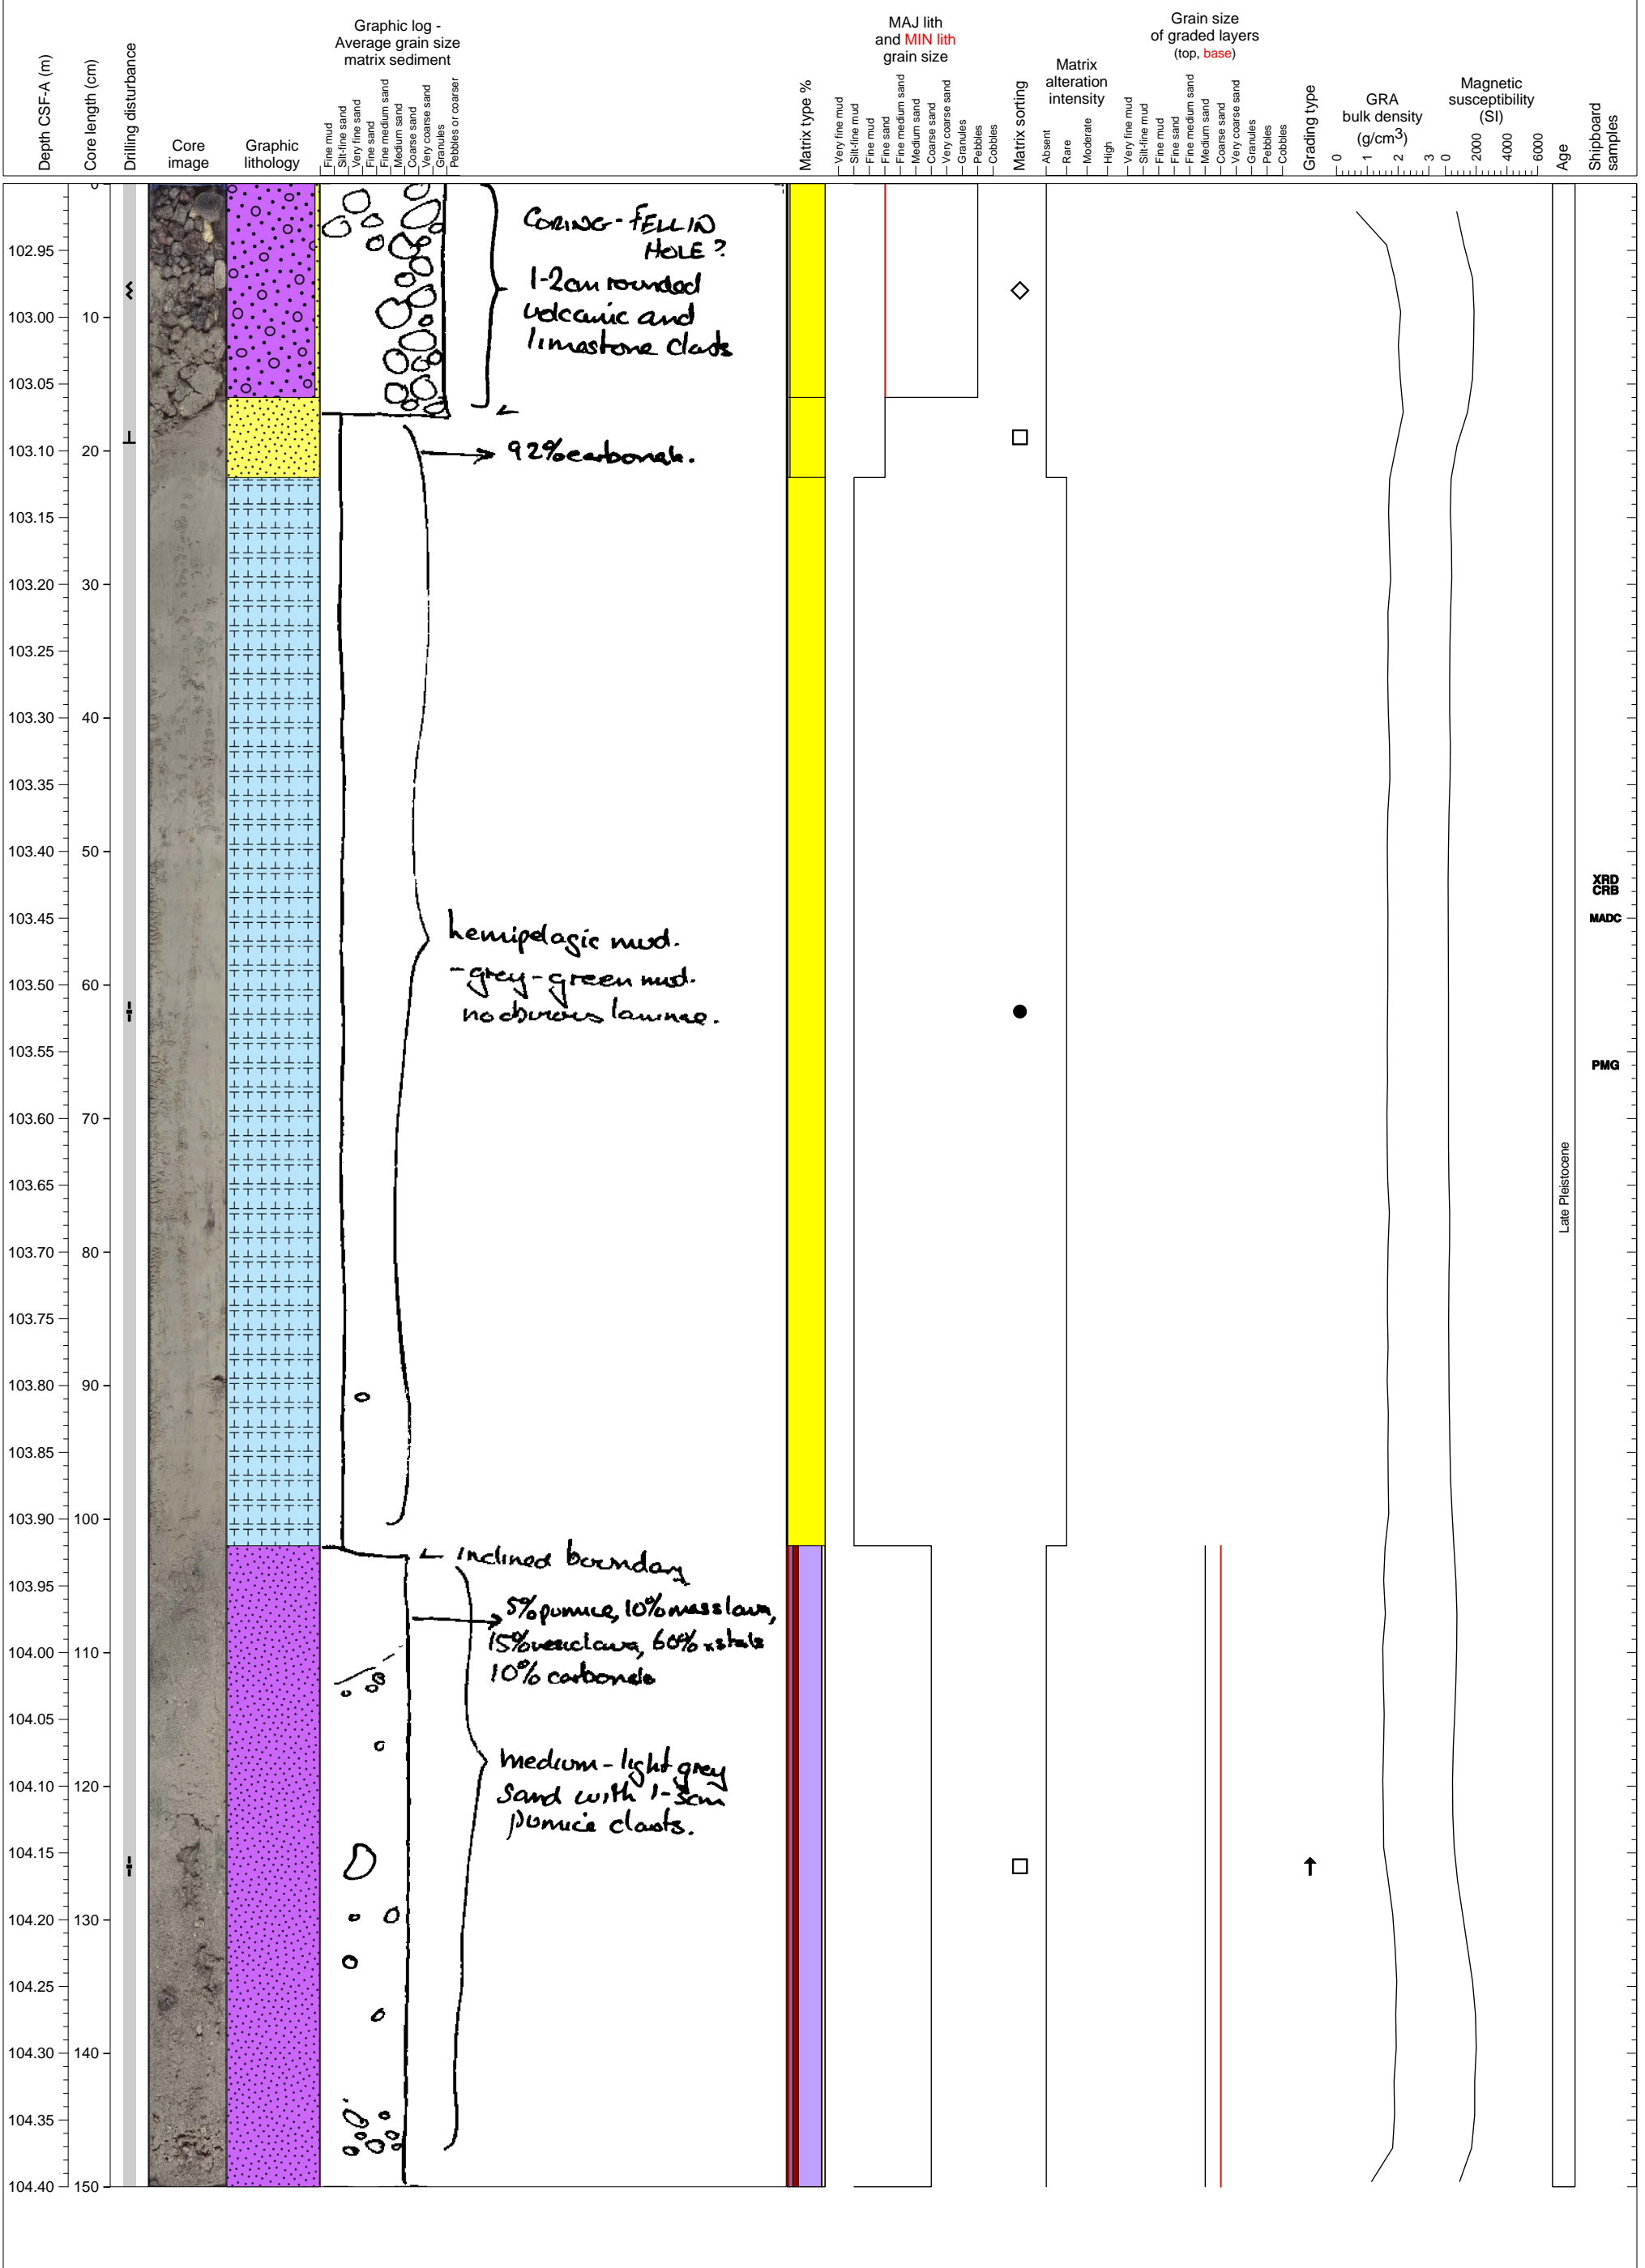 Depth CSF-A (m)
Core length (cm)
Drilling disturbance
Core
image
Graphic
lithology
Graphic log -
Average grain size
matrix sediment
Fine mud
Silt-fine sand
Very fine sand
Fine sand
Fine medium sand
Medium sand
Coarse sand
Very coarse sand
Granules
Pebbles or coarser
Matrix type %
MAJ lith
and MIN lith
grain size
Very fine mud
Silt-fine mud
Fine mud
Fine sand
Fine medium sand
Medium sand
Coarse sand
Very coarse sand
Granules
Pebbles
Cobbles
Matrix sorting
Matrix
alteration
intensity
Absent
Rare
Moderate
High
Grain size
of graded layers
(top, base)
Very fine mud
Silt-fine mud
Fine mud
Fine sand
Fine medium sand
Medium sand
Coarse sand
Very coarse sand
Granules
Pebbles
Cobbles
Grading type
GRA
bulk density
(g/cm3)
0 1 2 3
Magnetic
susceptibility
(SI)
0 2000 4000 6000
Age
Shipboard
samples
0
102.95
103.00 10
103.05
103.10 20
103.15
103.20 30
103.25
103.30 40
103.35
103.40 50
103.45
103.50 60
103.55
103.60 70
103.65
103.70 80
103.75
103.80 90
103.85
103.90 100
103.95
104.00 110
104.05
104.10 120
104.15
104.20 130
104.25
104.30 140
104.35
104.40 150
CORING - FELL IN
HOLE?
1-2cm rounded
volcanic and
limestone clasts
92% carbonate.
hemipelagic mud.
- grey-green mud.
no obvious laminae.
Inclined boundary
5% pumice, 10%
15% 60% xstals
10% carbonate
medium-light grey
sand with
pumice clasts.
XRD
CRB
MADC
PMG
Late Pleistocene